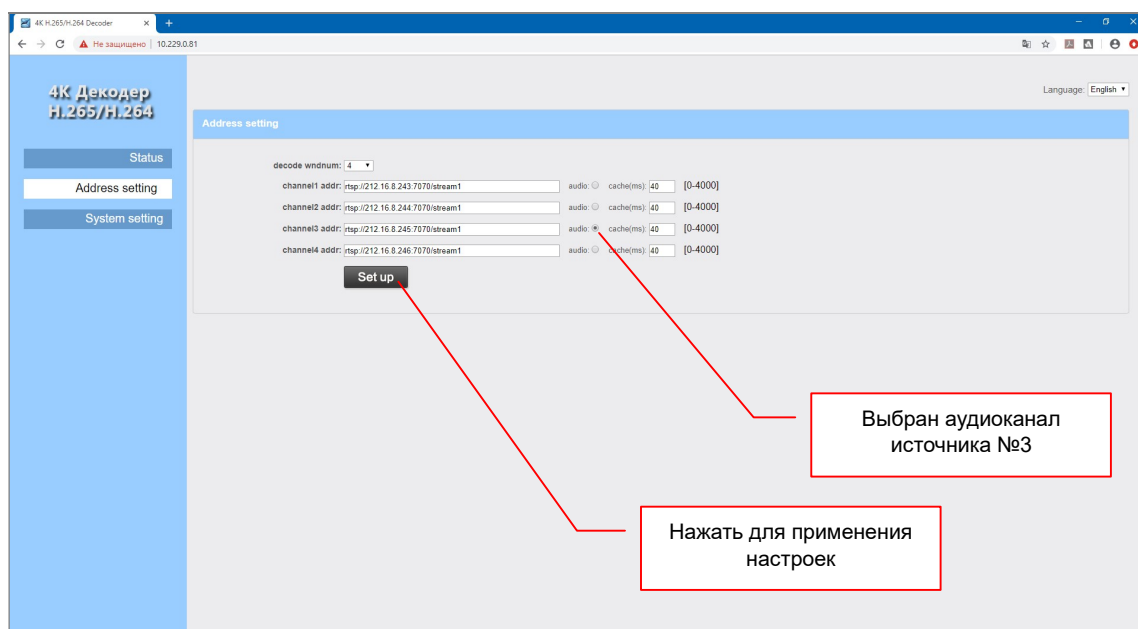 4K H.265/H.264 Decoder
Не защищено | 10.229.0.81
4К Декодер
H.265/H.264
Language: English
Address setting
Status
Address setting
System setting
decode wndnum: 4
channel1 addr: rtsp://212.16.8.243:7070/stream1 audio: cache(ms): 40 [0-4000]
channel2 addr: rtsp://212.16.8.244:7070/stream1 audio: cache(ms): 40 [0-4000]
channel3 addr: rtsp://212.16.8.245:7070/stream1 audio: cache(ms): 40 [0-4000]
channel4 addr: rtsp://212.16.8.246:7070/stream1 audio: cache(ms): 40 [0-4000]
Set up
Выбран аудиоканал
источника №3
Нажать для применения
настроек